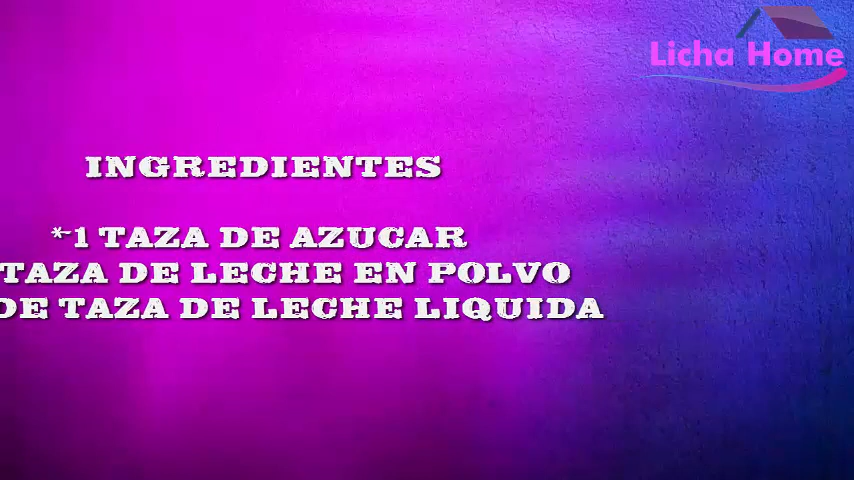 Licha Home
INGREDIENTES
*-1 TAZA DE AZUCAR
TAZA DE LECHE EN POLVO
DE TAZA DE LECHE LIQUIDA